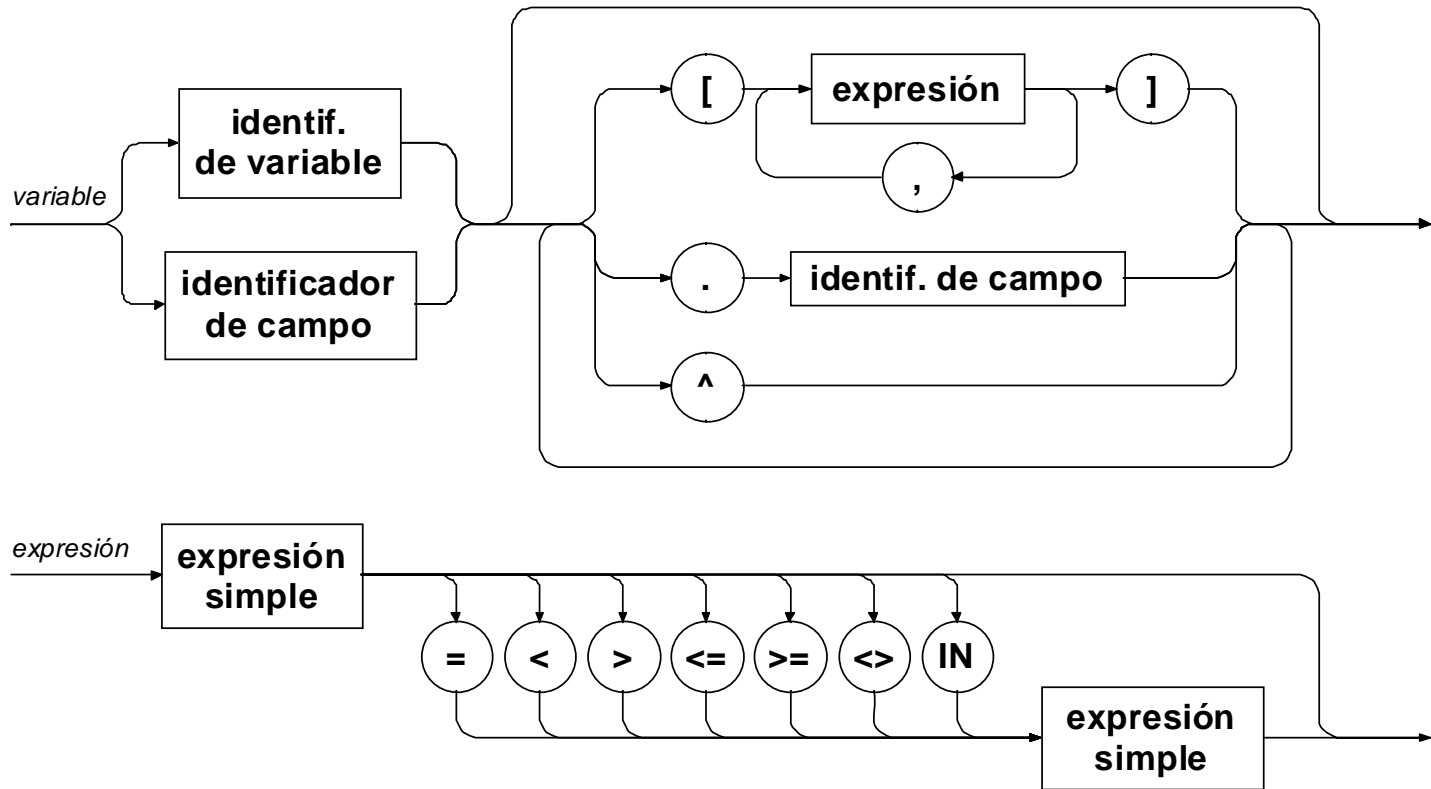 [ expresión ]
identif.
de variable
,
variable
. identif. de campo
identificador
de campo
^
expresión
expresión
simple
= < > <= >= <> IN
expresión
simple